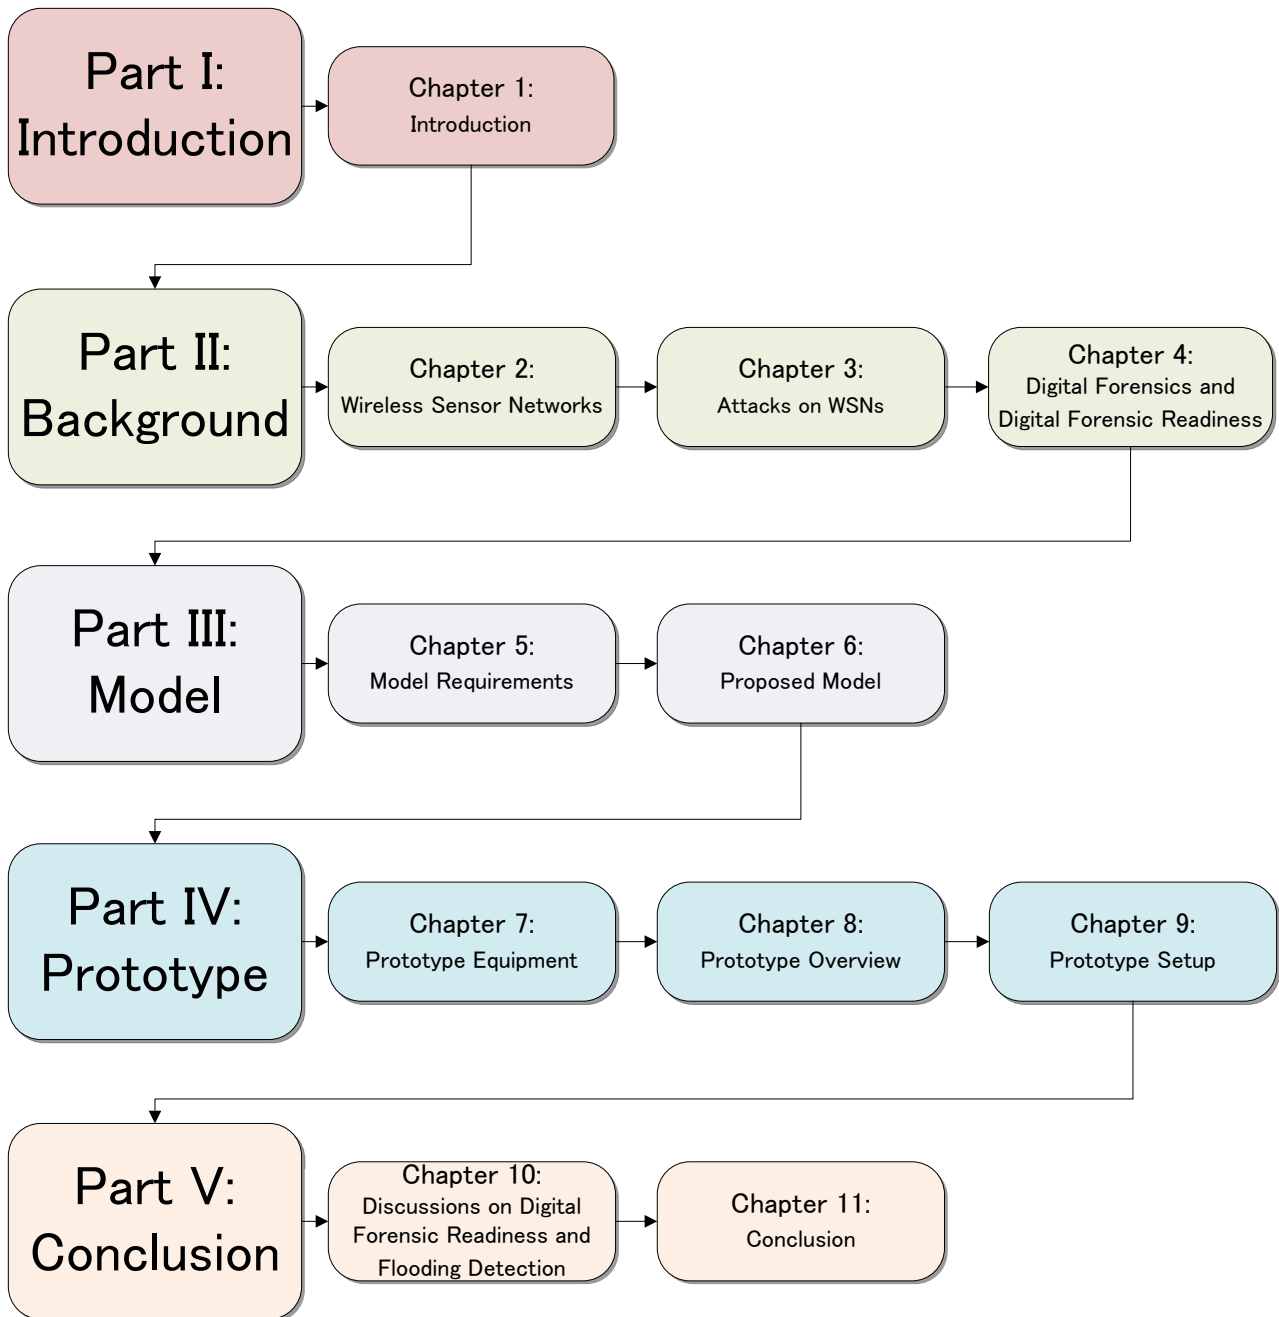 Part I:
Introduction
Chapter 1:
Introduction
Part II:
Background
Chapter 2:
Wireless Sensor Networks
Chapter 3:
Attacks on WSNs
Chapter 4:
Digital Forensics and
Digital Forensic Readiness
Part III:
Model
Chapter 5:
Model Requirements
Chapter 6:
Proposed Model
Part IV:
Prototype
Chapter 7:
Prototype Equipment
Chapter 8:
Prototype Overview
Chapter 9:
Prototype Setup
Part V:
Conclusion
Chapter 10:
Discussions on Digital
Forensic Readiness and
Flooding Detection
Chapter 11:
Conclusion